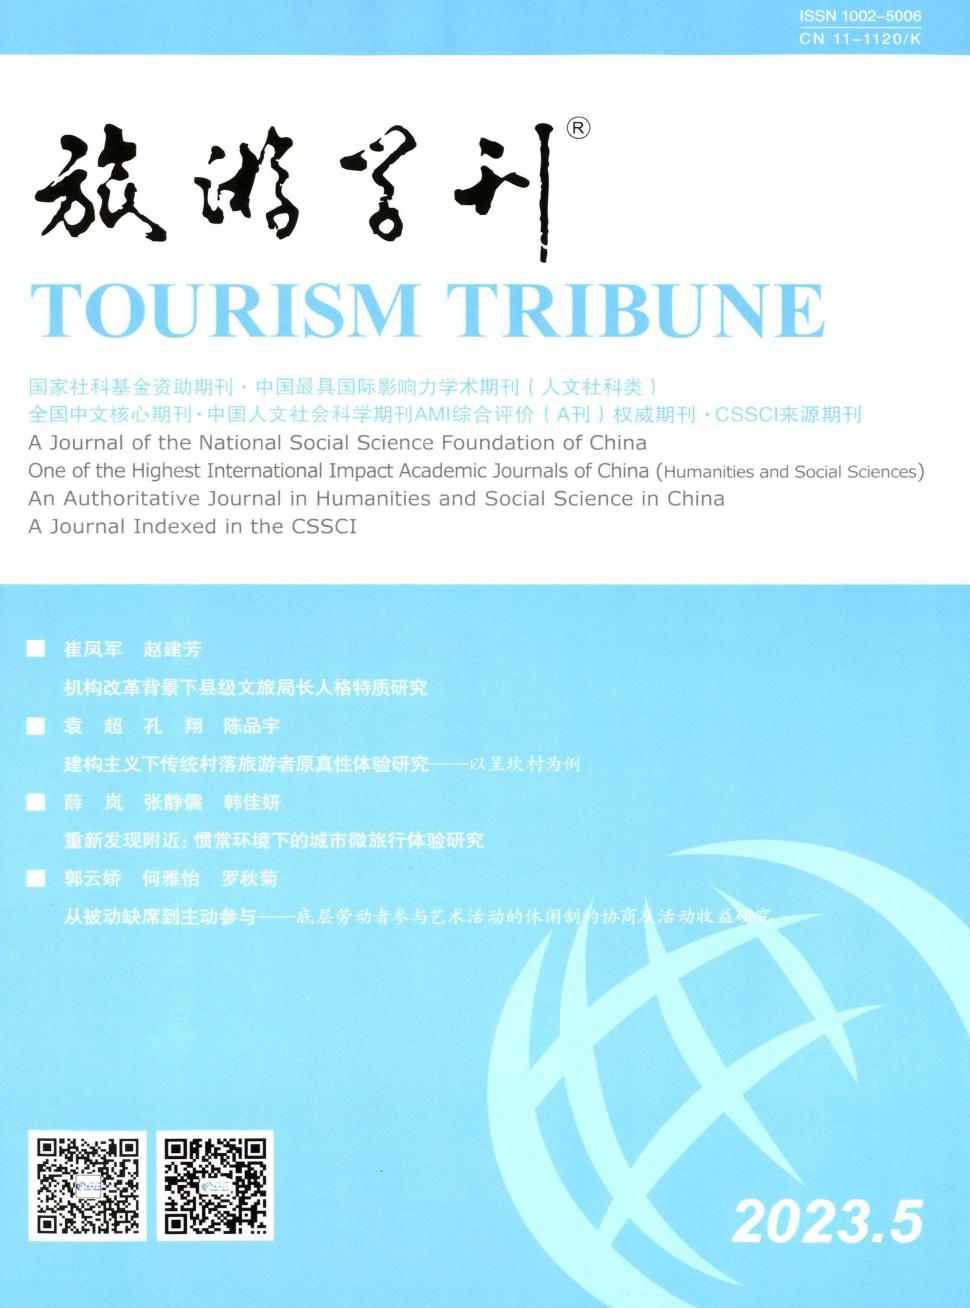 ISSN 1002-5006
CN 11-1120/K
旅游学刊®
TOURISM TRIBUNE
国家社科基金资助期刊·中国最具国际影响力学术期刊(人文社科类)
全国中文核心期刊·中国人文社会科学期刊AMI综合评价(A刊)权威期刊·CSSCI来源期刊
A Journal of the National Social Science Foundation of China
One of the Highest International Impact Academic Journals of China (Humanities and Social Sciences)
An Authoritative Journal in Humanities and Social Science in China
A Journal Indexed in the CSSCI
■ 崔凤军 赵建芳
机构改革背景下县级文旅局长人格特质研究
■ 袁 超 孔 翔 陈品宇
建构主义下传统村落旅游者原真性体验研究——以呈坎村为例
■ 薛 岚 张静儒 韩佳妍
重新发现附近：惯常环境下的城市微旅行体验研究
■ 郭云娇 何雅怡 罗秋菊
从被动缺席到主动参与——底层劳动者参与艺术活动的休闲制约协商及活动收益研究
2023.5